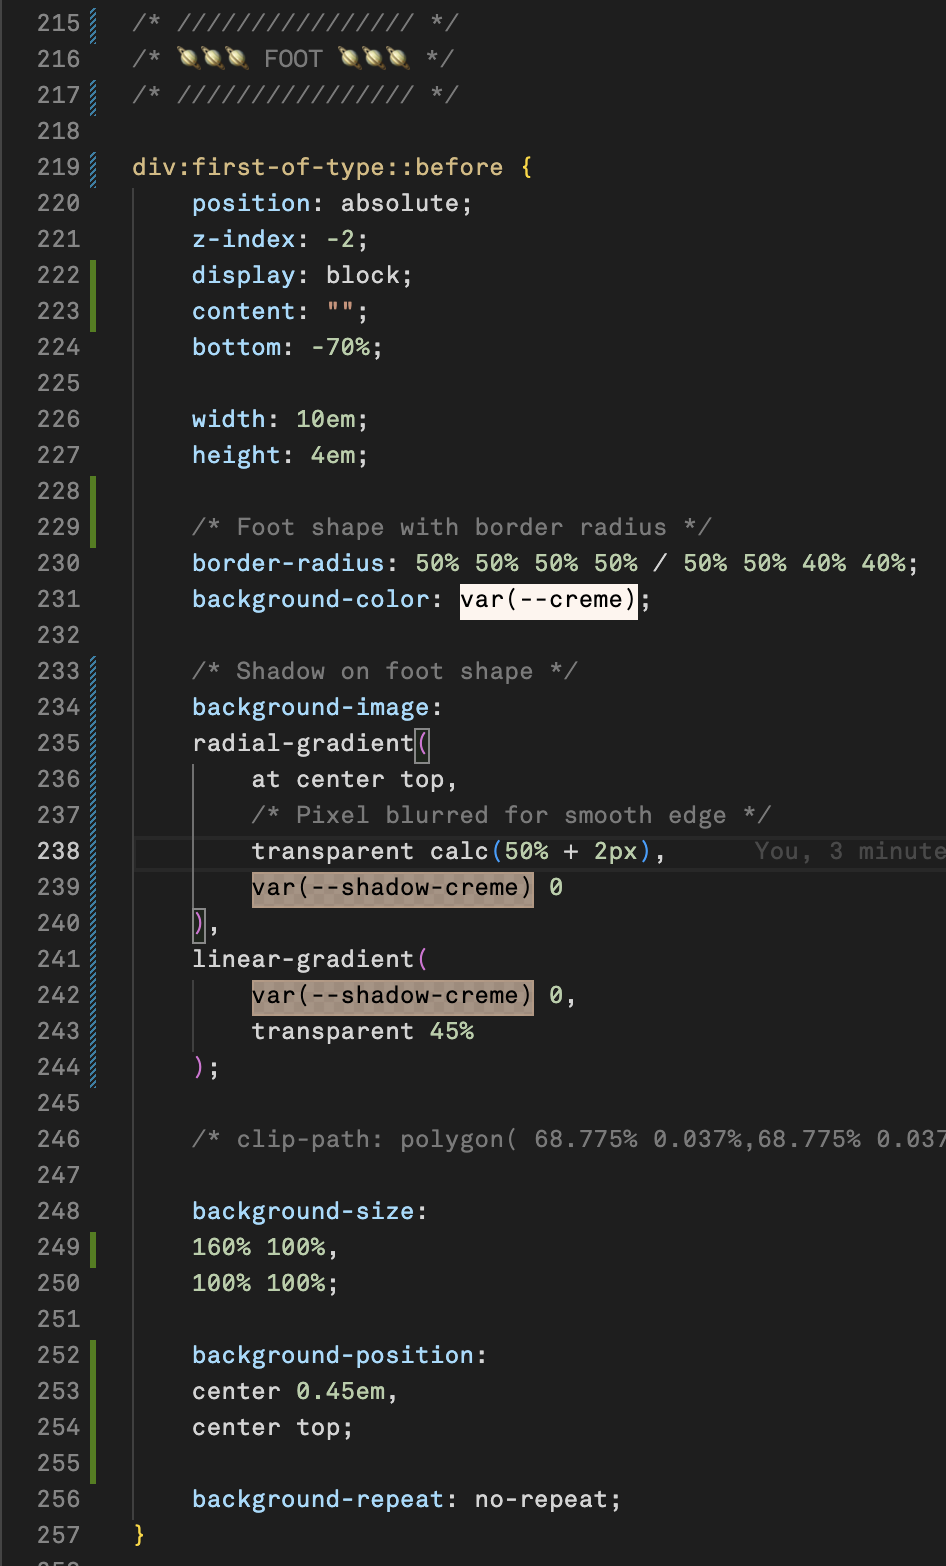 215 /* //////////////// */
216 /* 🪐🪐🪐 FOOT 🪐🪐🪐 */
217 /* //////////////// */
218
219 div:first-of-type::before {
220 position: absolute;
221 z-index: -2;
222 display: block;
223 content: "";
224 bottom: -70%;
225
226 width: 10em;
227 height: 4em;
228
229 /* Foot shape with border radius */
230 border-radius: 50% 50% 50% 50% / 50% 50% 40% 40%;
231 background-color: var(--creme);
232
233 /* Shadow on foot shape */
234 background-image:
235 radial-gradient(
236 at center top,
237 /* Pixel blurred for smooth edge */
238 transparent calc(50% + 2px), You, 3 minute
239 var(--shadow-creme) 0
240 ),
241 linear-gradient(
242 var(--shadow-creme) 0,
243 transparent 45%
244 );
245
246 /* clip-path: polygon( 68.775% 0.037%,68.775% 0.037
247
248 background-size:
249 160% 100%,
250 100% 100%;
251
252 background-position:
253 center 0.45em,
254 center top;
255
256 background-repeat: no-repeat;
257 }